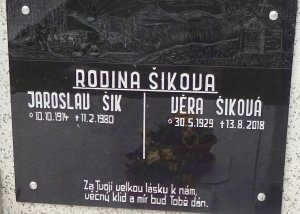 RODINA ŠIKOVA
JAROSLAV ŠIK
☆ 10.10.1914 † 11.2.1980
VĚRA ŠIKOVÁ
☆ 30.5.1929 † 13.8.2018
Za Tvoji velkou lásku k nám,
věčný klid a mír buď Tobě dán.